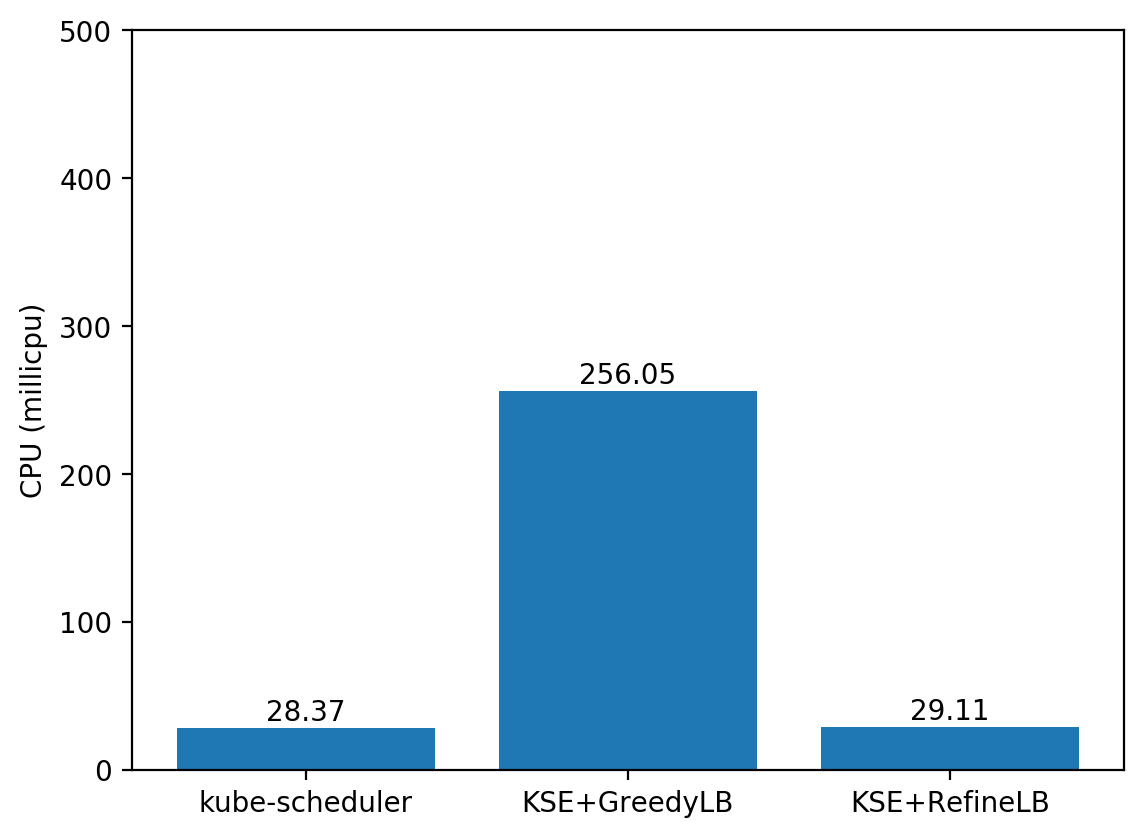 500
400
300
200
100
0
CPU (millicpu)
28.37
256.05
29.11
kube-scheduler
KSE+GreedyLB
KSE+RefineLB